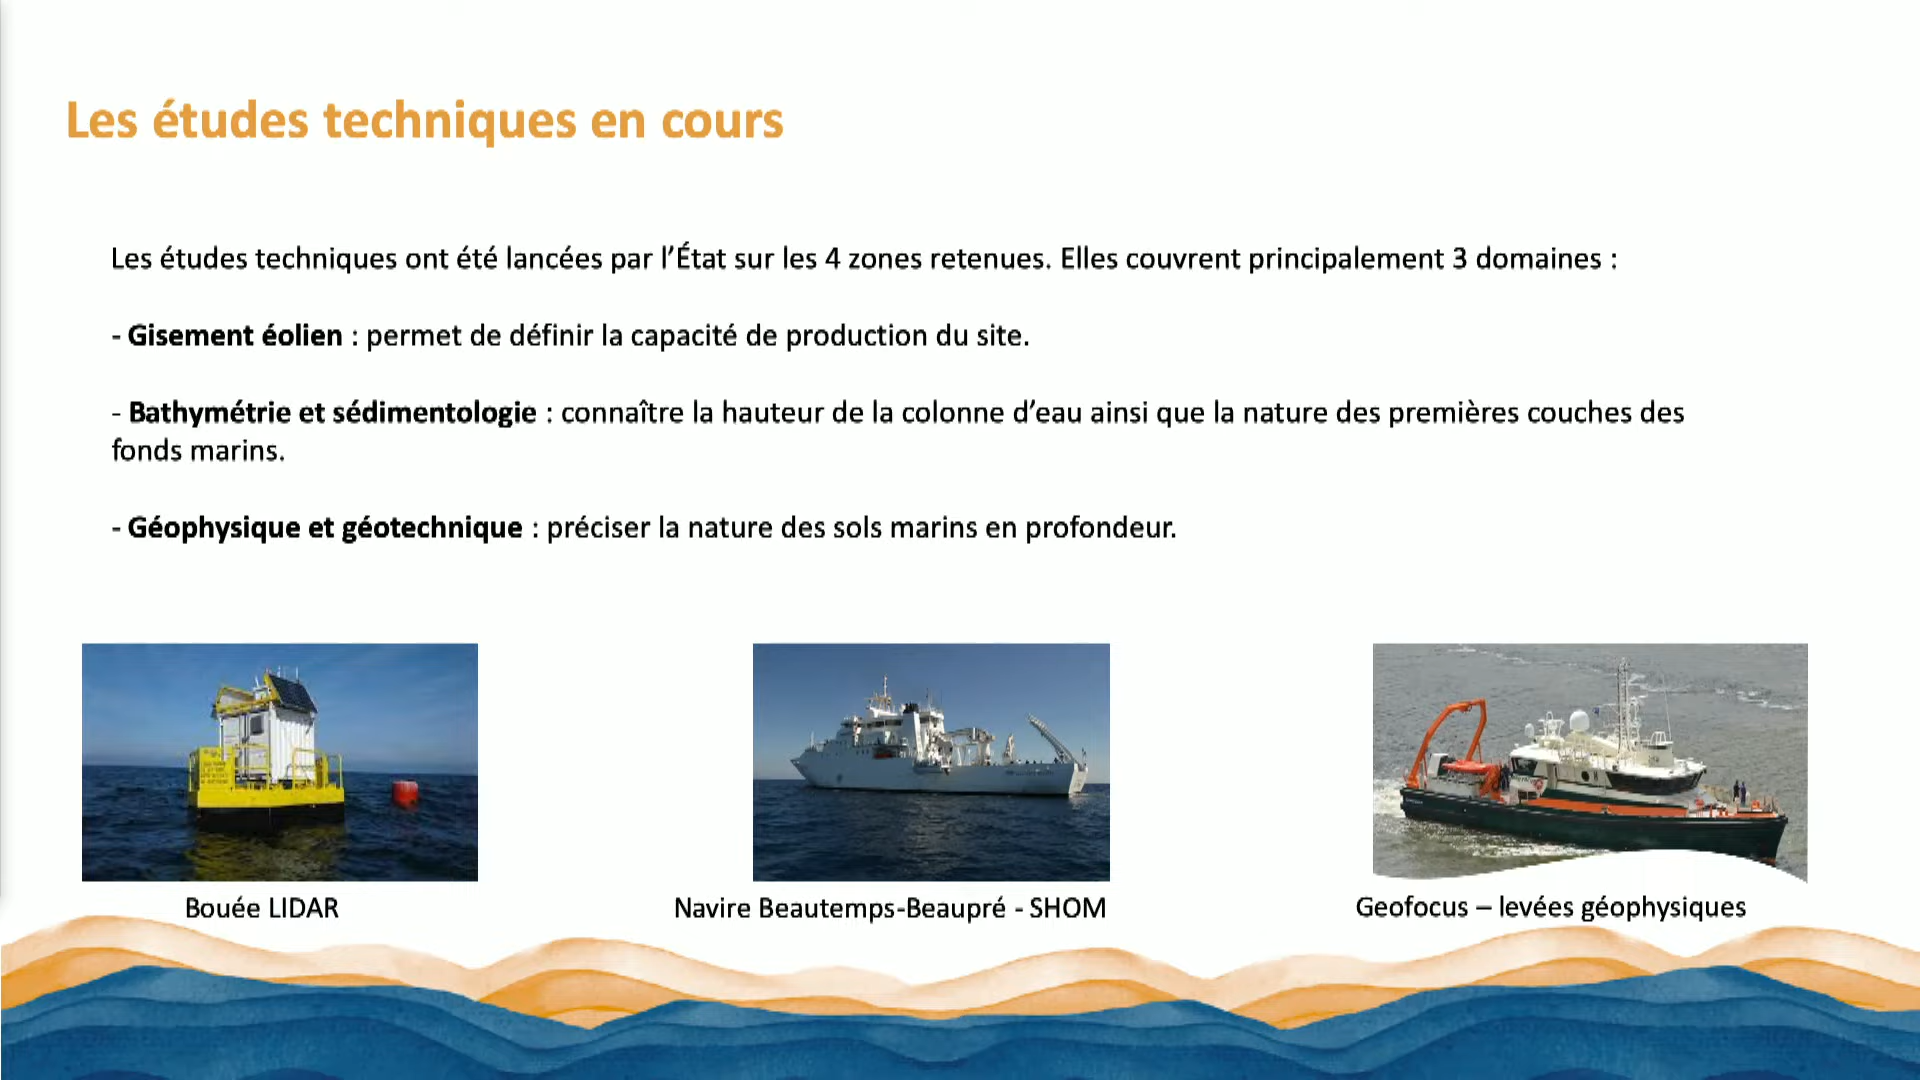 Les études techniques en cours
Les études techniques ont été lancées par l’État sur les 4 zones retenues. Elles couvrent principalement 3 domaines :
- Gisement éolien : permet de définir la capacité de production du site.
- Bathymétrie et sédimentologie : connaître la hauteur de la colonne d’eau ainsi que la nature des premières couches des
fonds marins.
- Géophysique et géotechnique : préciser la nature des sols marins en profondeur.
Bouée LIDAR
Navire Beautemps-Beaupré - SHOM
Geofocus – levées géophysiques